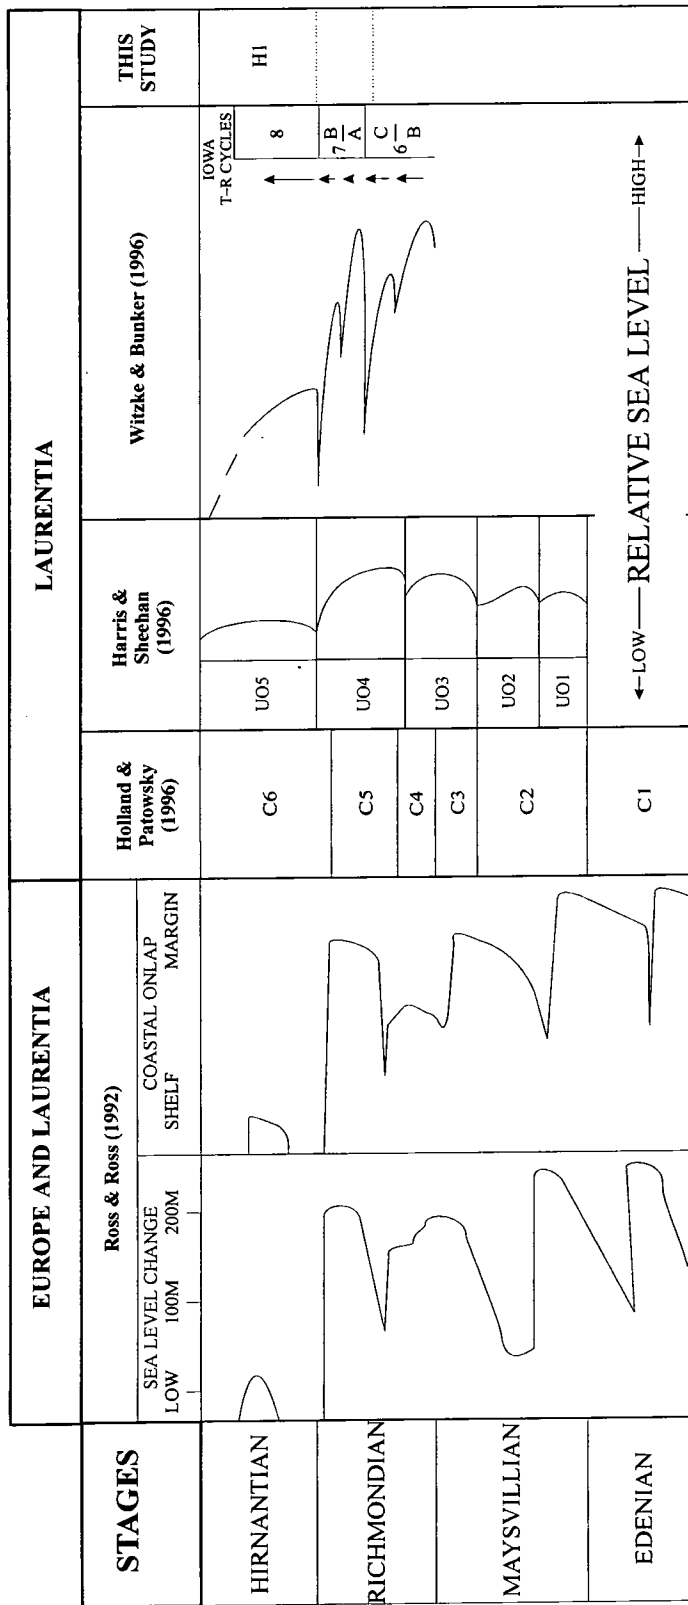 STAGES
EUROPE AND LAURENTIA
LAURENTIA
Ross & Ross (1992)
Holland &
Patowsky
(1996)
Harris &
Sheehan
(1996)
Witzke & Bunker (1996)
THIS
STUDY
SEA LEVEL CHANGE
LOW 100M 200M
COASTAL ONLAP
SHELF MARGIN
IOWA
T-R CYCLES
HIRNANTIAN
C6
UO5
8
H1
RICHMONDIAN
C5
C4
UO4
7 B
A
6 C
B
MAYSVILLIAN
C3
C2
UO3
UO2
UO1
EDENIAN
C1
LOW RELATIVE SEA LEVEL HIGH